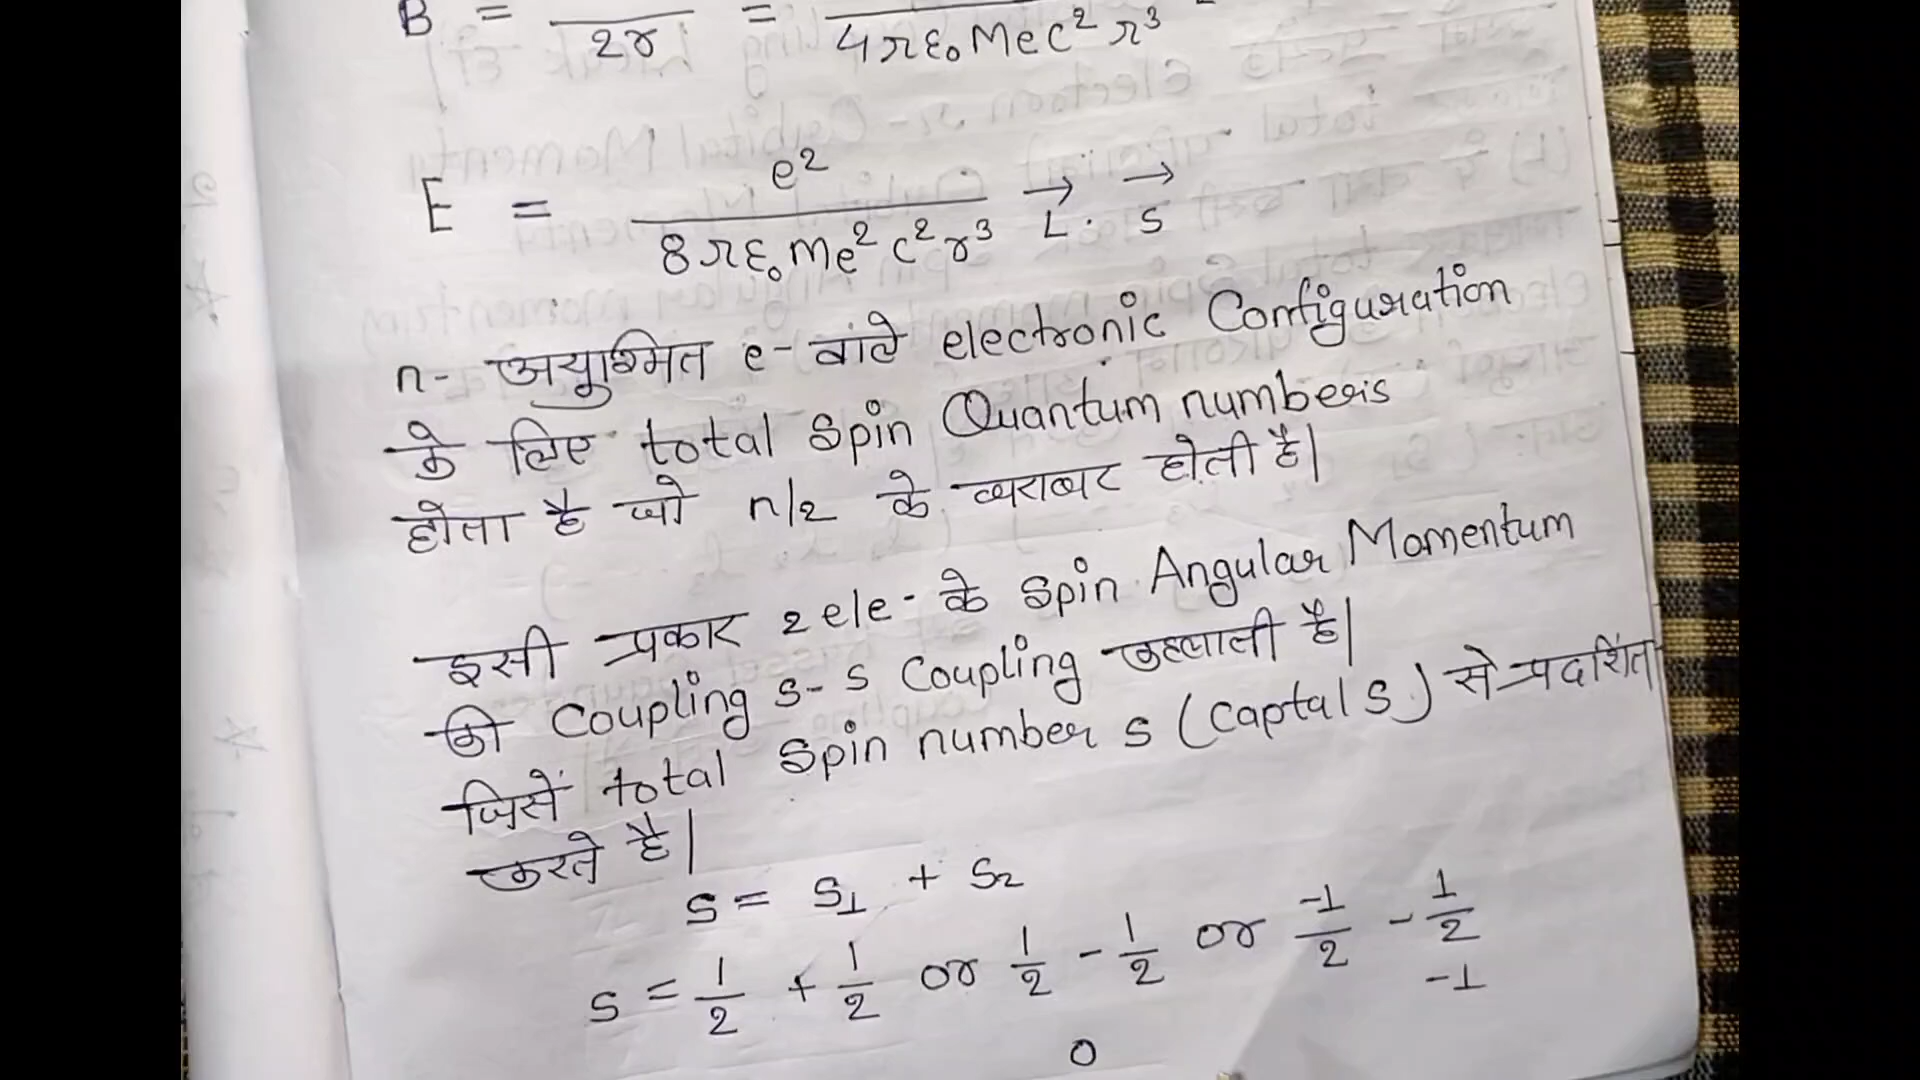 B = / 2r = / 4πε₀Mec² r³
E = e² / 8πε₀Me²c²r³ L⃗ . S⃗
n- अयुग्मित e- वाले electronic Configuration
के लिए total spin Quantum numbers
होता है जो n/2 के बराबर होती है|
इसी प्रकार 2 ele- के spin Angular Momentum
की Coupling s-s Coupling कहलाती है|
जिसें total spin number s (Captal S) से प्रदर्शित
करते है|
s = s₁ + s₂
s = 1/2 + 1/2 or 1/2 - 1/2 or -1/2 - 1/2
-1
0